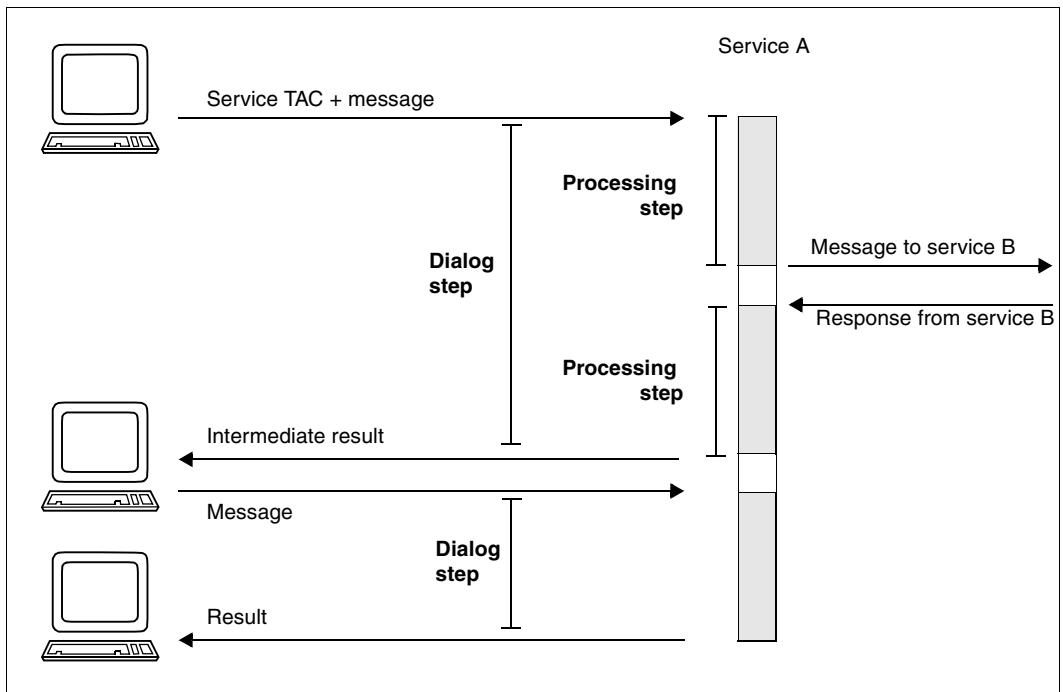 Service A
Service TAC + message
Processing
step
Message to service B
Dialog
step
Response from service B
Processing
step
Intermediate result
Message
Dialog
step
Result